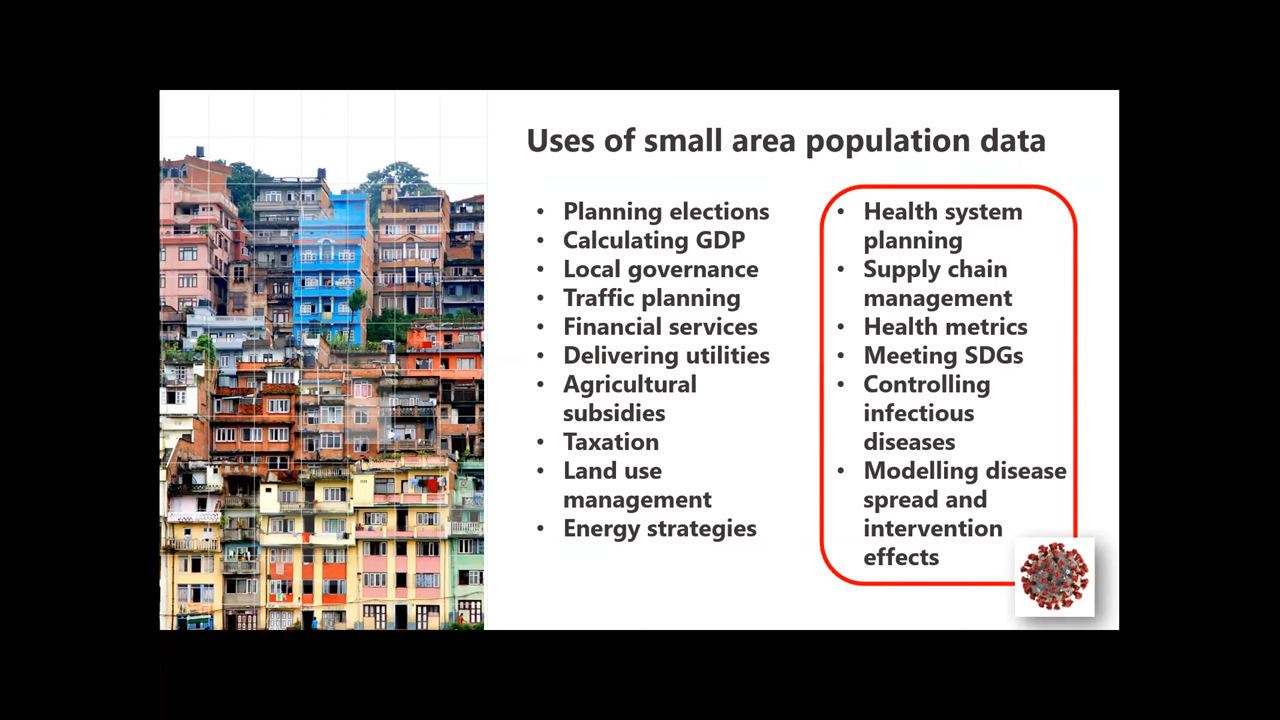 Uses of small area population data
• Planning elections
• Calculating GDP
• Local governance
• Traffic planning
• Financial services
• Delivering utilities
• Agricultural
subsidies
• Taxation
• Land use
management
• Energy strategies
• Health system
planning
• Supply chain
management
• Health metrics
• Meeting SDGs
• Controlling
infectious
diseases
• Modelling disease
spread and
intervention
effects